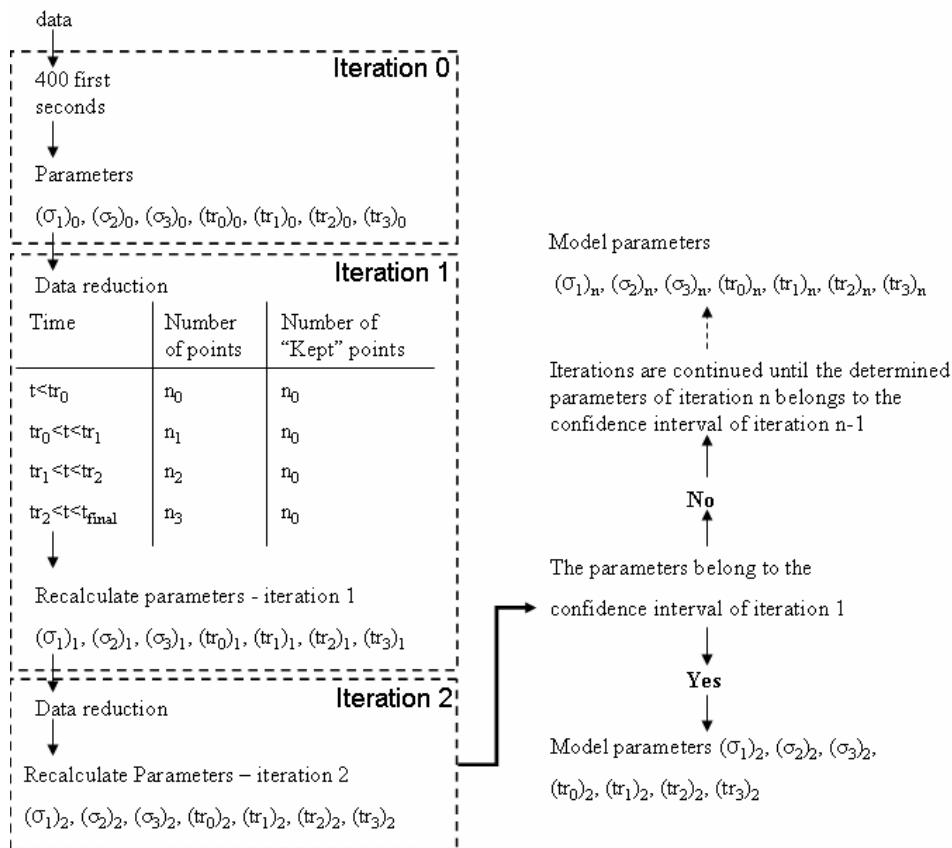 data
Iteration 0
400 first
seconds
Parameters
(σ₁)₀, (σ₂)₀, (σ₃)₀, (tr₀)₀, (tr₁)₀, (tr₂)₀, (tr₃)₀
Iteration 1
Data reduction
Time Number of points Number of "Kept" points
t<tr₀ n₀ n₀
tr₀<t<tr₁ n₁ n₀
tr₁<t<tr₂ n₂ n₀
tr₂<t<t_final n₃ n₀
Recalculate parameters - iteration 1
(σ₁)₁, (σ₂)₁, (σ₃)₁, (tr₀)₁, (tr₁)₁, (tr₂)₁, (tr₃)₁
Iteration 2
Data reduction
Recalculate Parameters – iteration 2
(σ₁)₂, (σ₂)₂, (σ₃)₂, (tr₀)₂, (tr₁)₂, (tr₂)₂, (tr₃)₂
Model parameters
(σ₁)ₙ, (σ₂)ₙ, (σ₃)ₙ, (tr₀)ₙ, (tr₁)ₙ, (tr₂)ₙ, (tr₃)ₙ
Iterations are continued until the determined
parameters of iteration n belongs to the
confidence interval of iteration n-1
No
The parameters belong to the
confidence interval of iteration 1
Yes
Model parameters (σ₁)₂, (σ₂)₂, (σ₃)₂,
(tr₀)₂, (tr₁)₂, (tr₂)₂, (tr₃)₂